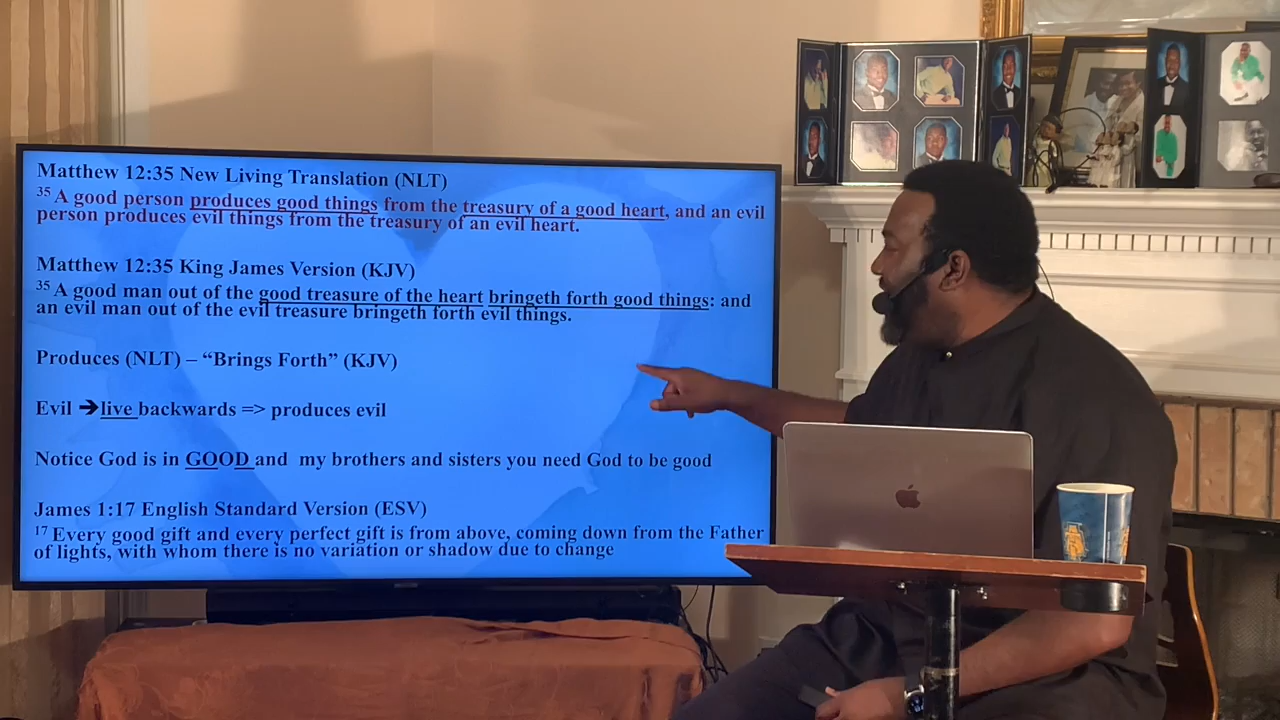 Matthew 12:35 New Living Translation (NLT)
35 A good person produces good things from the treasury of a good heart, and an evil
person produces evil things from the treasury of an evil heart.
Matthew 12:35 King James Version (KJV)
35 A good man out of the good treasure of the heart bringeth forth good things: and
an evil man out of the evil treasure bringeth forth evil things.
Produces (NLT) – “Brings Forth” (KJV)
Evil ➔live backwards => produces evil
Notice God is in GOOD and my brothers and sisters you need God to be good
James 1:17 English Standard Version (ESV)
17 Every good gift and every perfect gift is from above, coming down from the Father
of lights, with whom there is no variation or shadow due to change